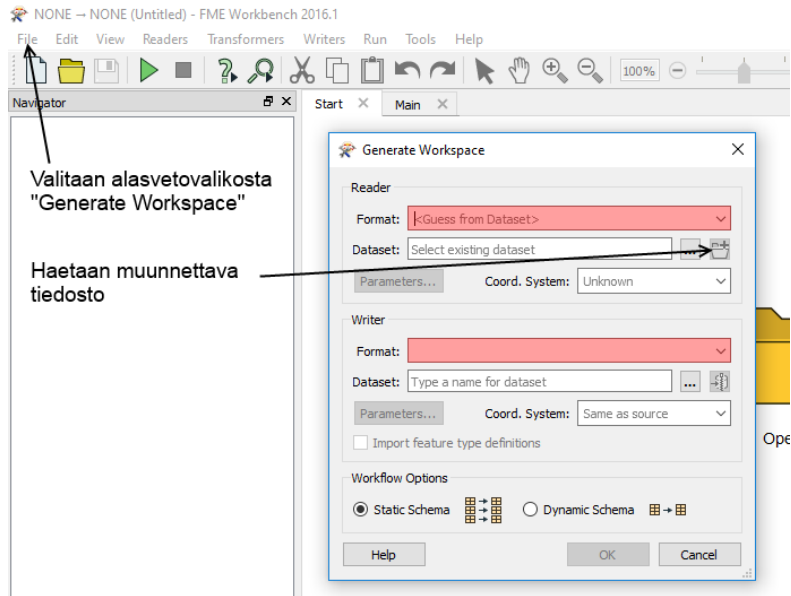 NONE → NONE (Untitled) - FME Workbench 2016.1
File Edit View Readers Transformers Writers Run Tools Help
100%
Navigator
Start Main
Generate Workspace
Reader
Format: <Guess from Dataset>
Dataset: Select existing dataset ...
Parameters... Coord. System: Unknown
Writer
Format:
Dataset: Type a name for dataset ...
Parameters... Coord. System: Same as source
Import feature type definitions
Workflow Options
Static Schema Dynamic Schema
Help OK Cancel
Valitaan alasvetovalikosta
"Generate Workspace"
Haetaan muunnettava
tiedosto
Ope